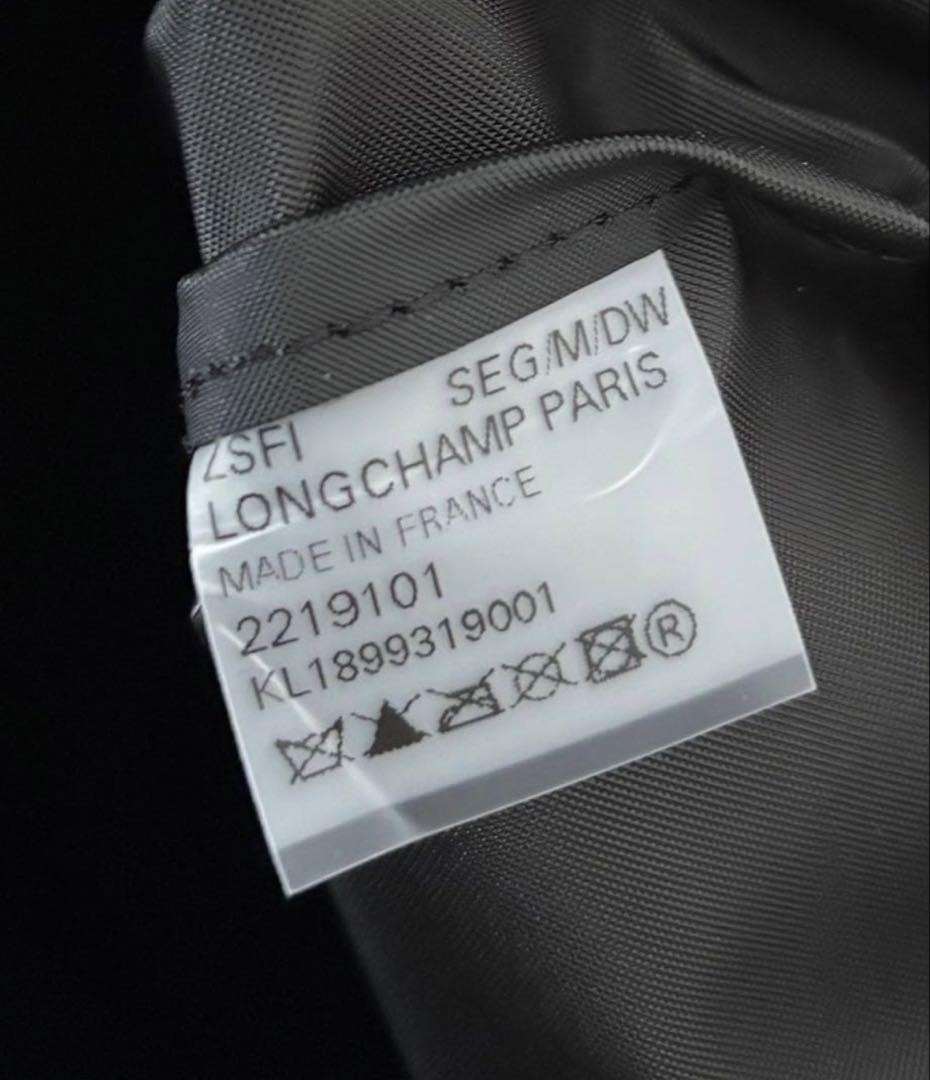 SEG/M/DW
ZSFI
LONGCHAMP PARIS
MADE IN FRANCE
2219101
KL1899319001
®